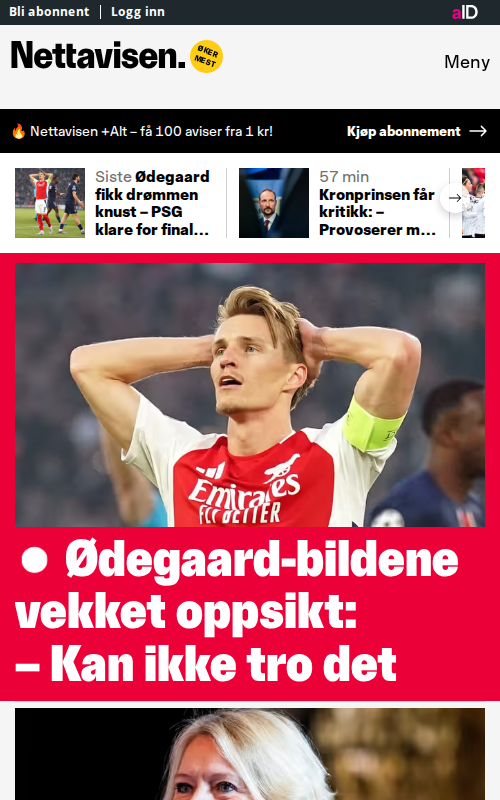 Bli abonnent | Logg inn
aID
Nettavisen.
ØKER
MEST
Meny
Nettavisen +Alt – få 100 aviser fra 1 kr!
Kjøp abonnement
Siste Ødegaard
fikk drømmen
knust – PSG
klare for final...
57 min
Kronprinsen får
kritikk: –
Provoserer m...
Emirates
FLY BETTER
Ødegaard-bildene
vekket oppsikt:
– Kan ikke tro det